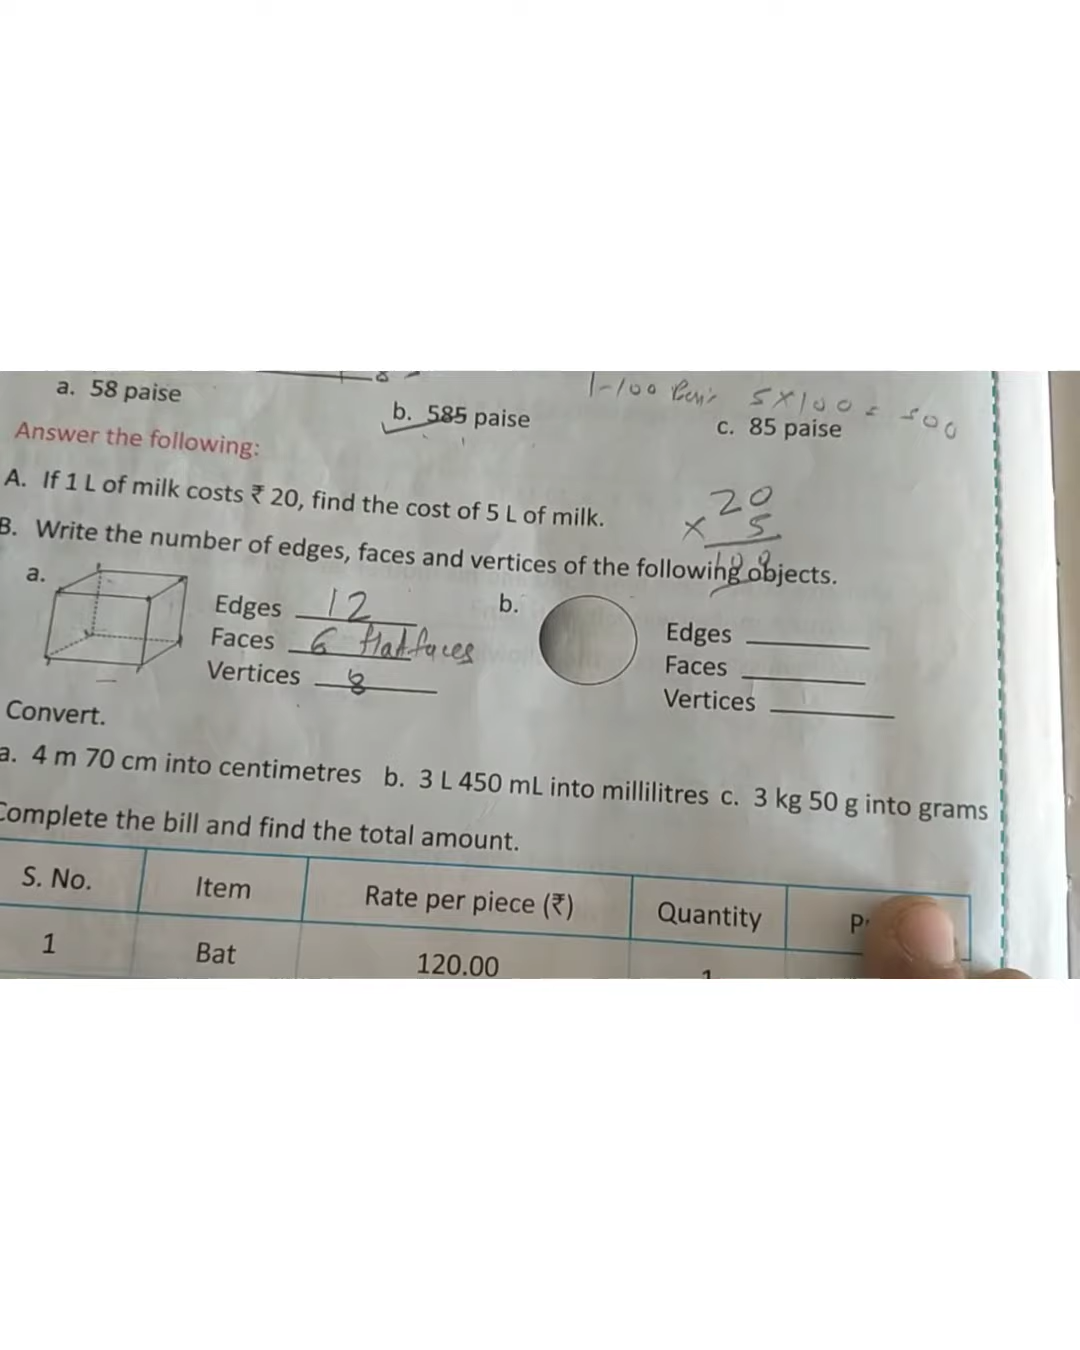 1-100 5X100 = 500
a. 58 paise b. 585 paise c. 85 paise
Answer the following:
A. If 1 L of milk costs ₹ 20, find the cost of 5 L of milk.
20
× 5
100
B. Write the number of edges, faces and vertices of the following objects.
a. Edges 12 b. Edges
Faces 6 flat faces Faces
Vertices 8 Vertices
Convert.
a. 4 m 70 cm into centimetres b. 3 L 450 mL into millilitres c. 3 kg 50 g into grams
Complete the bill and find the total amount.
S. No. Item Rate per piece (₹) Quantity
1 Bat 120.00 1